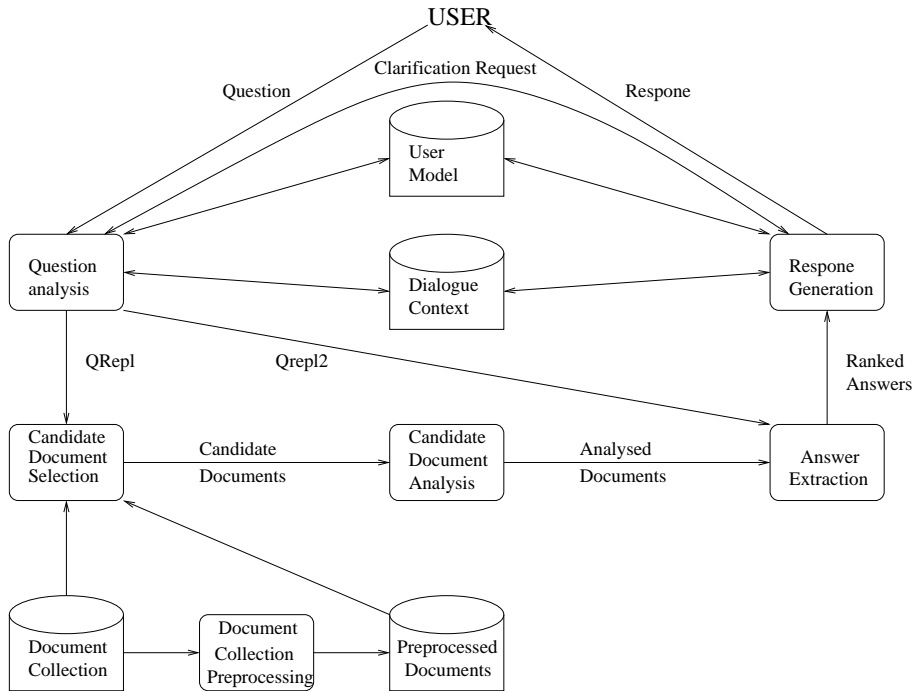 USER
Clarification Request
Question
Respone
User
Model
Question
analysis
Dialogue
Context
Respone
Generation
QRepl
Qrepl2
Ranked
Answers
Candidate
Document
Selection
Candidate
Documents
Candidate
Document
Analysis
Analysed
Documents
Answer
Extraction
Document
Collection
Document
Collection
Preprocessing
Preprocessed
Documents